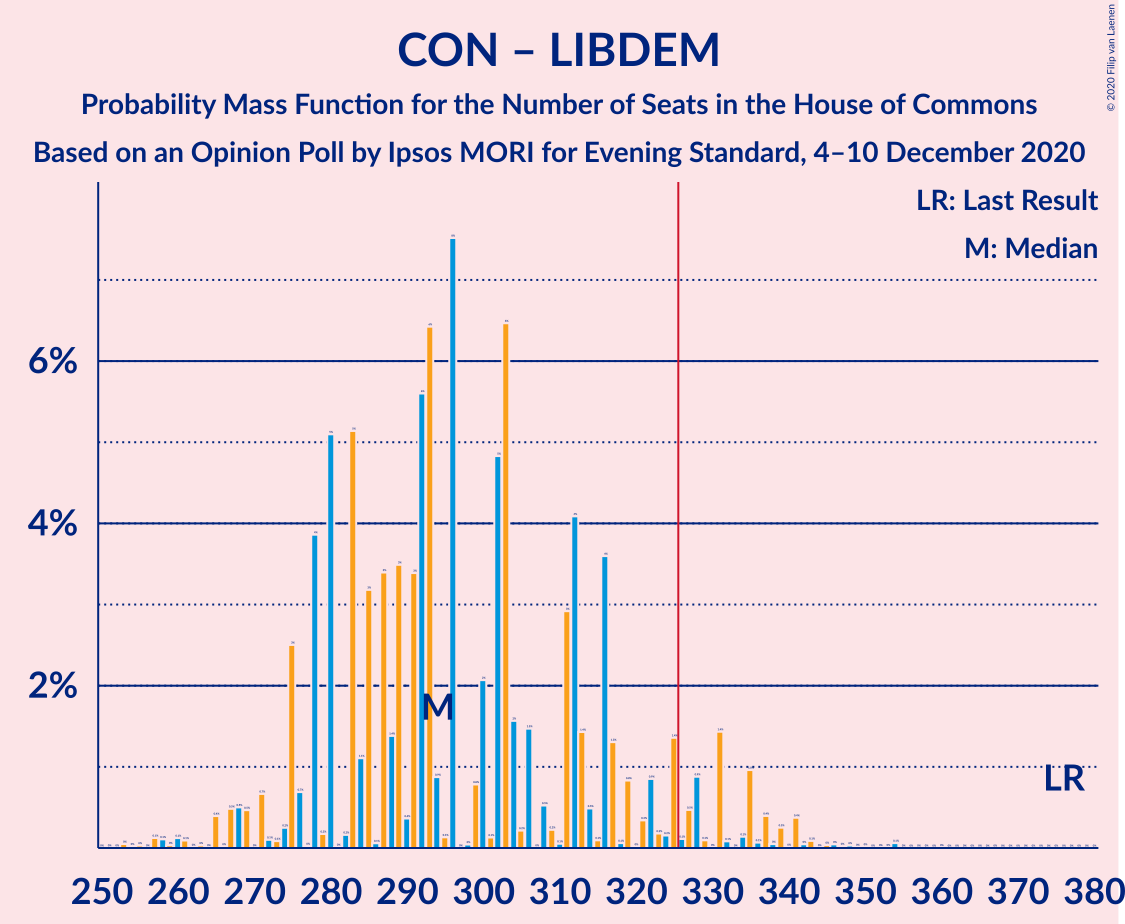 CON – LIBDEM
Probability Mass Function for the Number of Seats in the House of Commons
Based on an Opinion Poll by Ipsos MORI for Evening Standard, 4–10 December 2020
© 2020 Filip van Laenen
LR: Last Result
M: Median
6%
4%
2%
M
LR
250 260 270 280 290 300 310 320 330 340 350 360 370 380